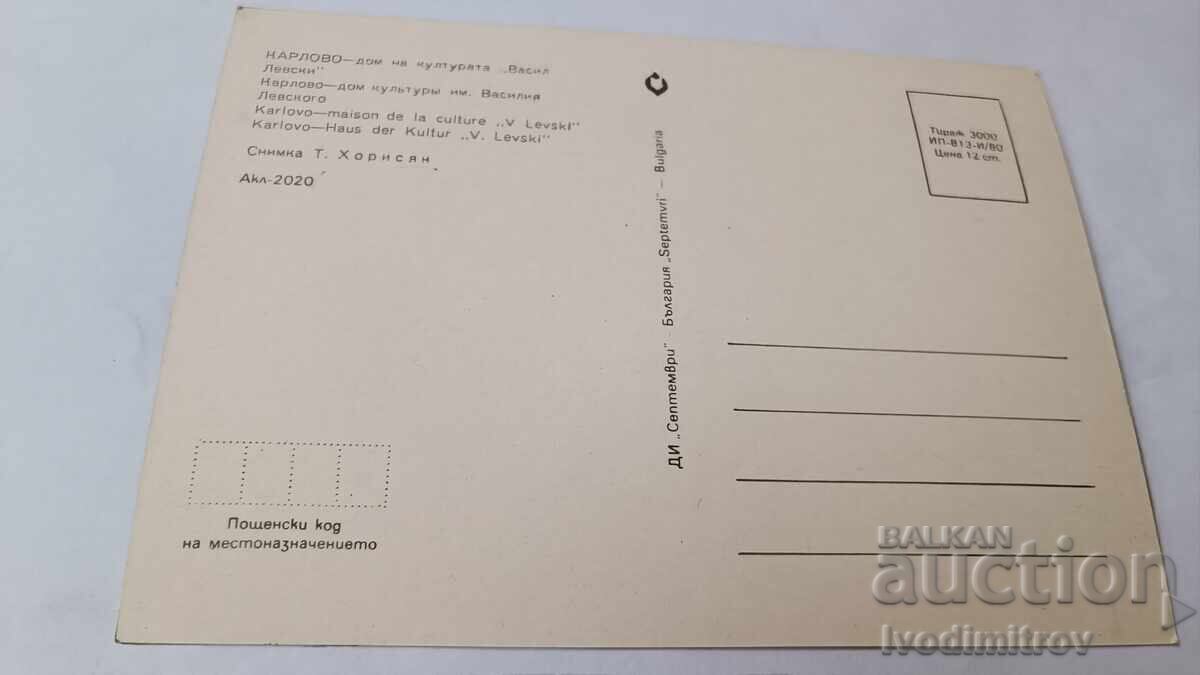 КАРЛОВО—дом на културата „Васил
Левски"
Карлово—дом культуры им. Василия
Левского
Karlovo—maison de la culture „V Levski"
Karlovo—Haus der Kultur „V. Levski"
Снимка Т. Хорисян
Акл-2020
ДИ „Септември" - България „Septemvri" – Bulgaria
Тираж 3000
ИП-813-И/80
Цена 12 ст.
Пощенски код
на местоназначението
BALKAN
auction
Ivodimitrov